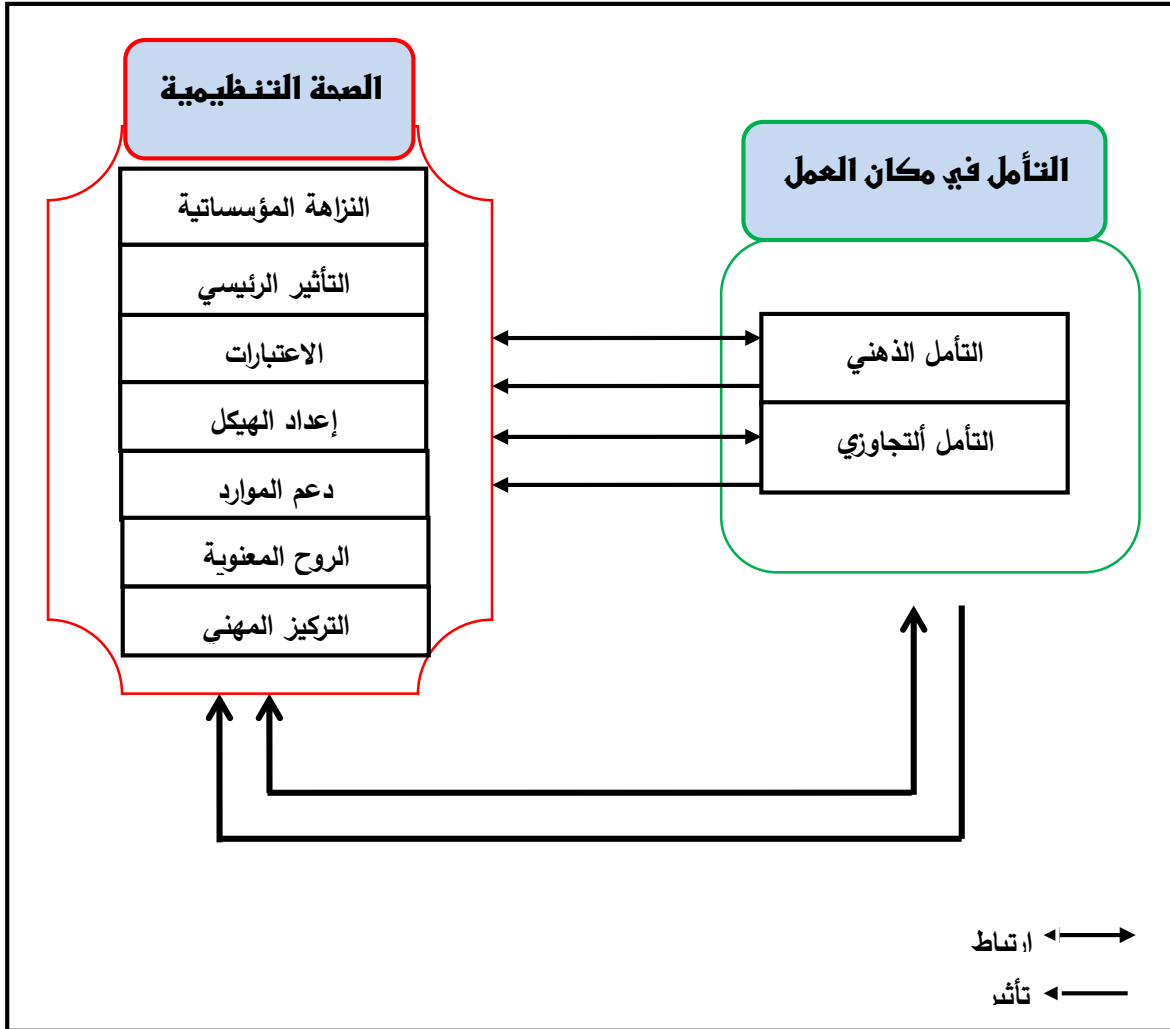 الصحة التنظيمية
النزاهة المؤسساتية
التأثير الرئيسي
الاعتبارات
إعداد الهيكل
دعم الموارد
الروح المعنوية
التركيز المهني
التأمل في مكان العمل
التأمل الذهني
التأمل ألتجاوزي
ارتباط
تأثير